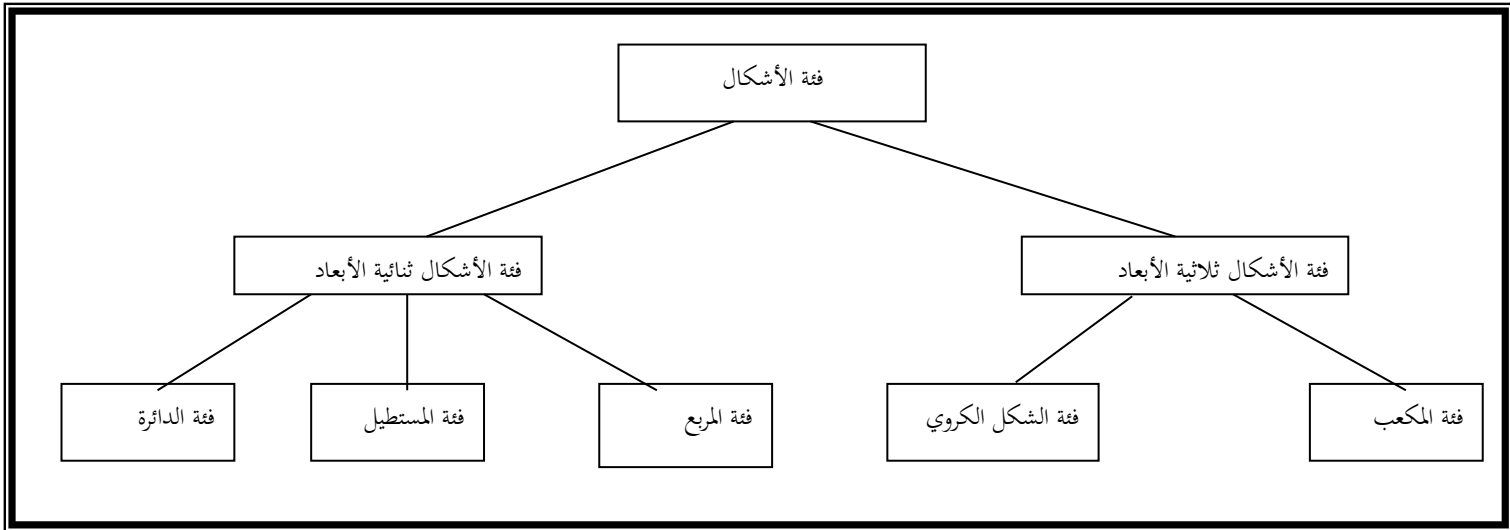 فئة الأشكال
فئة الأشكال ثلاثية الأبعاد
فئة الأشكال ثنائية الأبعاد
فئة المكعب
فئة الشكل الكروي
فئة المربع
فئة المستطيل
فئة الدائرة